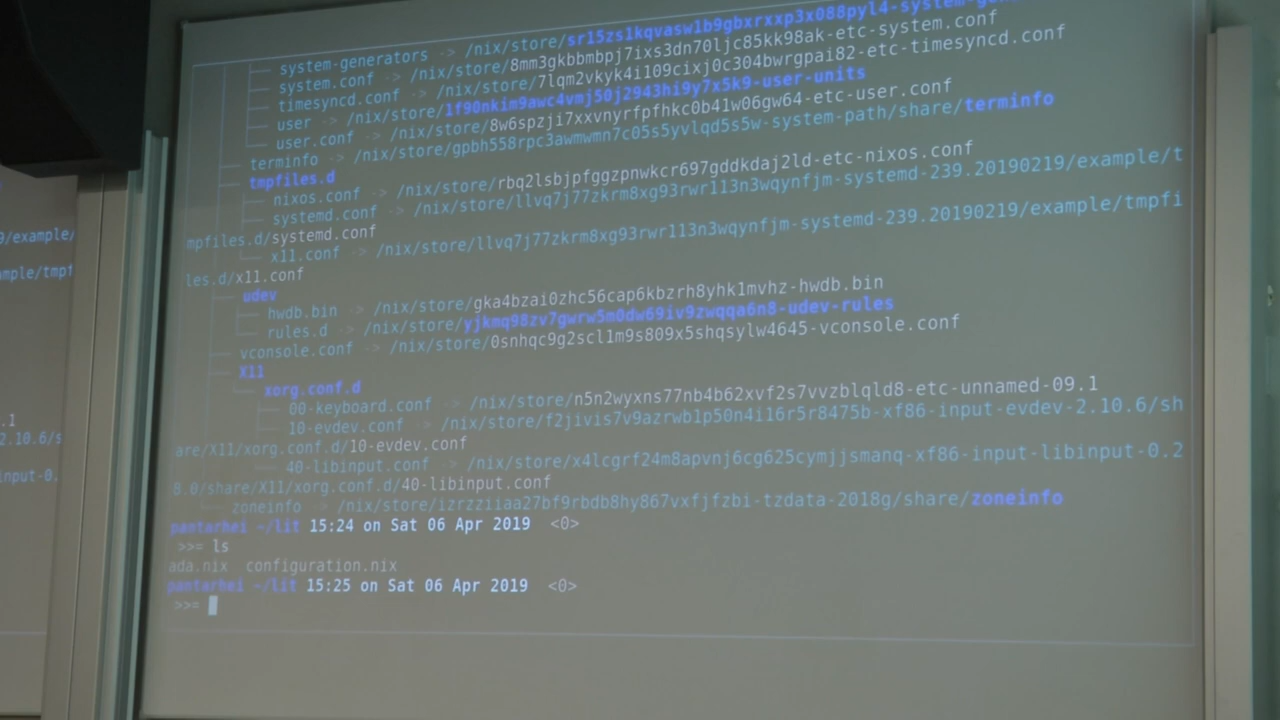 system-generators -> /nix/store/sr15zs1kqvasw1b9gbxrxxp3x088pyl4-system-
system.conf -> /nix/store/8mm3gkbbmbpj7ixs3dn70ljc85kk98ak-etc-system.conf
timesyncd.conf -> /nix/store/7lqm2vkyk4i109cixj0c304bwrgpai82-etc-timesyncd.conf
user -> /nix/store/1f90nkim9awc4vmj50j2943hi9y7x5k9-user-units
user.conf -> /nix/store/8w6spzji7xxvnyrfpfhkc0b41w06gw64-etc-user.conf
terminfo -> /nix/store/gpbh558rpc3awmwmn7c05s5yvlqd5s5w-system-path/share/terminfo
tmpfiles.d
nixos.conf -> /nix/store/rbq2lsbjpfggzpnwkcr697gddkdaj2ld-etc-nixos.conf
systemd.conf -> /nix/store/llvq7j77zkrm8xg93rwr113n3wqynfjm-systemd-239.20190219/example/t
mpfiles.d/systemd.conf
x11.conf -> /nix/store/llvq7j77zkrm8xg93rwr113n3wqynfjm-systemd-239.20190219/example/tmpfi
les.d/x11.conf
udev
hwdb.bin -> /nix/store/gka4bzai0zhc56cap6kbzrh8yhk1mvhz-hwdb.bin
rules.d -> /nix/store/yjkmq98zv7gwrw5m0dw69iv9zwqqa6n8-udev-rules
vconsole.conf -> /nix/store/0snhqc9g2scl1m9s809x5shqsylw4645-vconsole.conf
X11
xorg.conf.d
00-keyboard.conf -> /nix/store/n5n2wyxns77nb4b62xvf2s7vvzblqld8-etc-unnamed-09.1
10-evdev.conf -> /nix/store/f2jivis7v9azrwb1p50n4i16r5r8475b-xf86-input-evdev-2.10.6/sh
are/X11/xorg.conf.d/10-evdev.conf
40-libinput.conf -> /nix/store/x4lcgrf24m8apvnj6cg625cymjjsmanq-xf86-input-libinput-0.2
8.0/share/X11/xorg.conf.d/40-libinput.conf
zoneinfo -> /nix/store/izrzziiaa27bf9rbdb8hy867vxfjfzbi-tzdata-2018g/share/zoneinfo
pantarhei ~/lit 15:24 on Sat 06 Apr 2019 <0>
>>= ls
ada.nix configuration.nix
pantarhei ~/lit 15:25 on Sat 06 Apr 2019 <0>
>>=